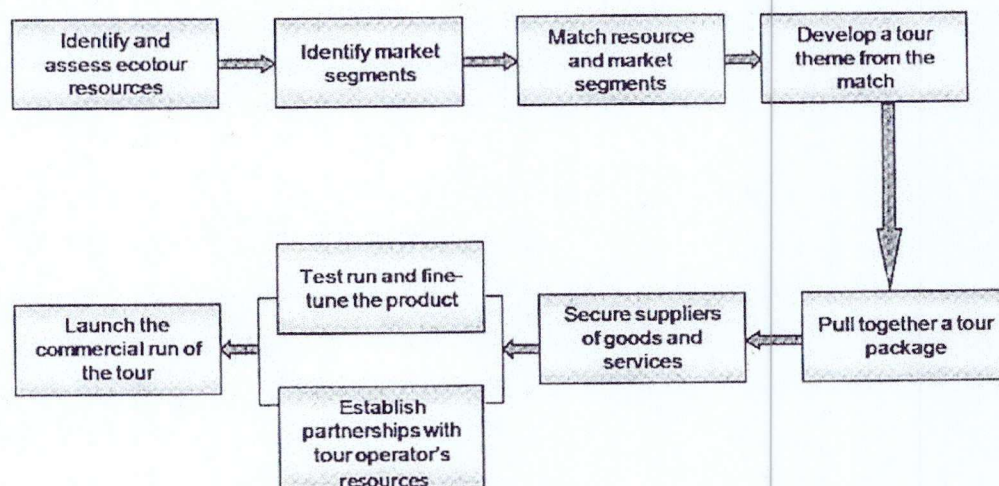 Identify and
assess ecotour
resources
Identify market
segments
Match resource
and market
segments
Develop a tour
theme from the
match
Pull together a tour
package
Secure suppliers
of goods and
services
Test run and fine-
tune the product
Establish
partnerships with
tour operator's
resources
Launch the
commercial run of
the tour